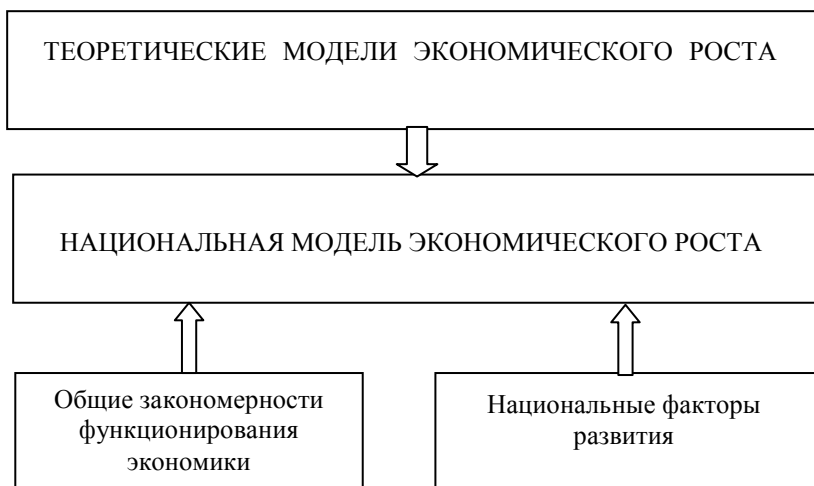 ТЕОРЕТИЧЕСКИЕ МОДЕЛИ ЭКОНОМИЧЕСКОГО РОСТА
НАЦИОНАЛЬНАЯ МОДЕЛЬ ЭКОНОМИЧЕСКОГО РОСТА
Общие закономерности
функционирования
экономики
Национальные факторы
развития